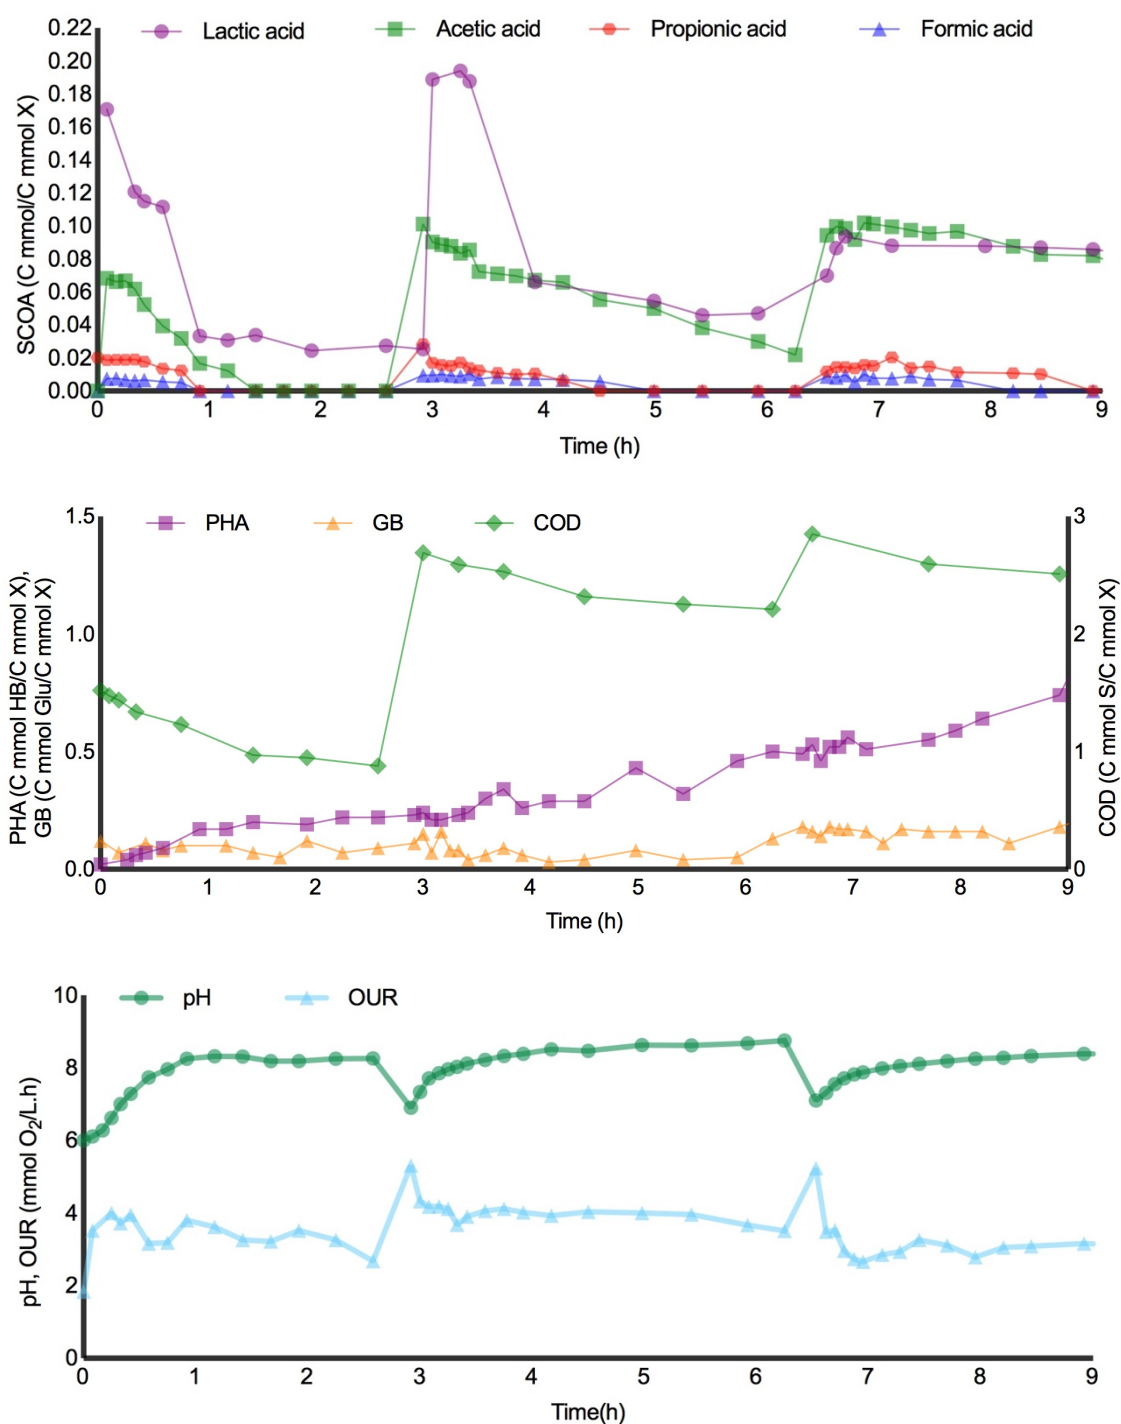 Lactic acid Acetic acid Propionic acid Formic acid
SCOA (C mmol/C mmol X)
0.22
0.20
0.18
0.16
0.14
0.12
0.10
0.08
0.06
0.04
0.02
0.00
0 1 2 3 4 5 6 7 8 9
Time (h)
PHA GB COD
PHA (C mmol HB/C mmol X),
GB (C mmol Glu/C mmol X)
1.5
1.0
0.5
0.0
3
2
1
0
COD (C mmol S/C mmol X)
0 1 2 3 4 5 6 7 8 9
Time (h)
pH OUR
pH, OUR (mmol O₂/L.h)
10
8
6
4
2
0
0 1 2 3 4 5 6 7 8 9
Time(h)